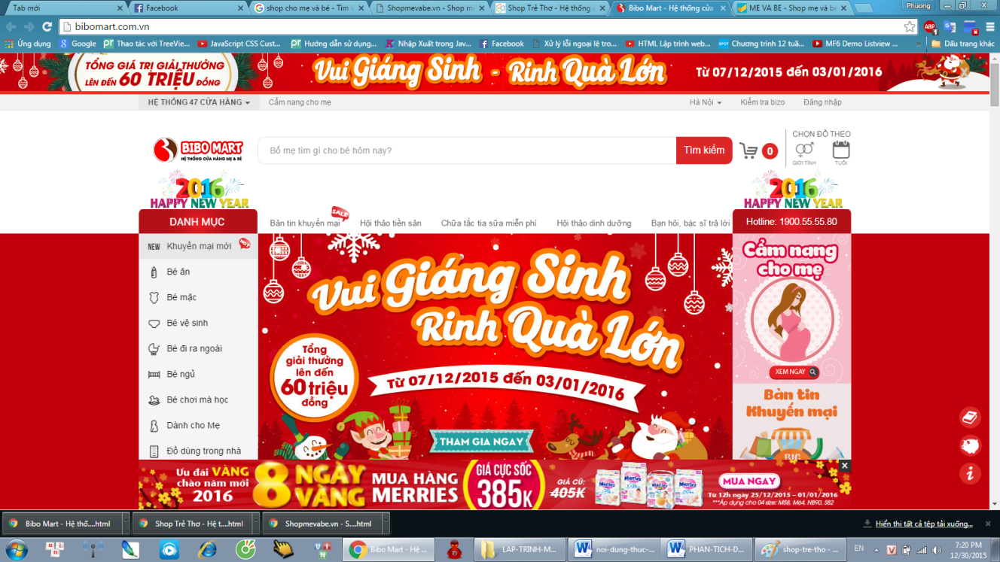 Tab mới
Facebook
shop cho mẹ và bé - Tìm v
Shopmevabe.vn - Shop m
Shop Trẻ Thơ - Hệ thống c
Bibo Mart - Hệ thống cửa
ME VA BE - Shop mẹ và bé
Phuong
bibomart.com.vn
ABP
Ứng dụng
Google
Thao tác với TreeVie...
JavaScript CSS Cust...
Hướng dẫn sử dụng...
Nhập Xuất trong Jav...
Facebook
Xử lý lỗi ngoại lệ tro...
HTML Lập trình web...
Chương trình 12 tuầ...
MF6 Demo Listview ...
»
Dấu trang khác
TỔNG GIÁ TRỊ GIẢI THƯỞNG
LÊN ĐẾN 60 TRIỆU ĐỒNG
Vui Giáng Sinh - Rinh Quà Lớn
Từ 07/12/2015 đến 03/01/2016
HỆ THỐNG 47 CỬA HÀNG
Cẩm nang cho mẹ
Hà Nội
Kiểm tra bizo
Đăng nhập
BIBO MART
HỆ THỐNG CỬA HÀNG MẸ & BÉ
Bố mẹ tìm gì cho bé hôm nay?
Tìm kiếm
0
CHỌN ĐỒ THEO
GIỚI TÍNH
TUỔI
2016
HAPPY NEW YEAR
2016
HAPPY NEW YEAR
DANH MỤC
Bản tin khuyến mại
SALE
Hội thảo tiền sản
Chữa tắc tia sữa miễn phí
Hội thảo dinh dưỡng
Bạn hỏi, bác sĩ trả lời
Hotline: 1900.55.55.80
NEW Khuyến mại mới
Bé ăn
Bé mặc
Bé vệ sinh
Bé đi ra ngoài
Bé ngủ
Bé chơi mà học
Dành cho Mẹ
Đồ dùng trong nhà
Vui Giáng Sinh
Rinh Quà Lớn
Tổng
giải thưởng
lên đến
60 triệu
đồng
Từ 07/12/2015 đến 03/01/2016
THAM GIA NGAY
Cẩm nang
cho mẹ
XEM NGAY
Bản tin
Khuyến mại
BIG
Ưu đãi VÀNG
chào năm mới
2016
8 NGÀY
VÀNG
MUA HÀNG
MERRIES
GIÁ CỰC SỐC
385K
GIÁ CŨ:
405K
Merries
MUA NGAY
Từ 12h ngày 25/12/2015 – 01/01/2016
***Áp dụng cho 04 size: M58, M64, NB90, S82
Bibo Mart - Hệ thố....html
Shop Trẻ Thơ - Hệ t....html
Shopmevabe.vn - S....html
Hiển thị tất cả tệp tải xuống...
Bibo Mart - Hệ ...
LAP-TRINH-M...
noi-dung-thuc-...
PHAN-TICH-D...
shop-tre-tho - ...
EN
7:20 PM
12/30/2015